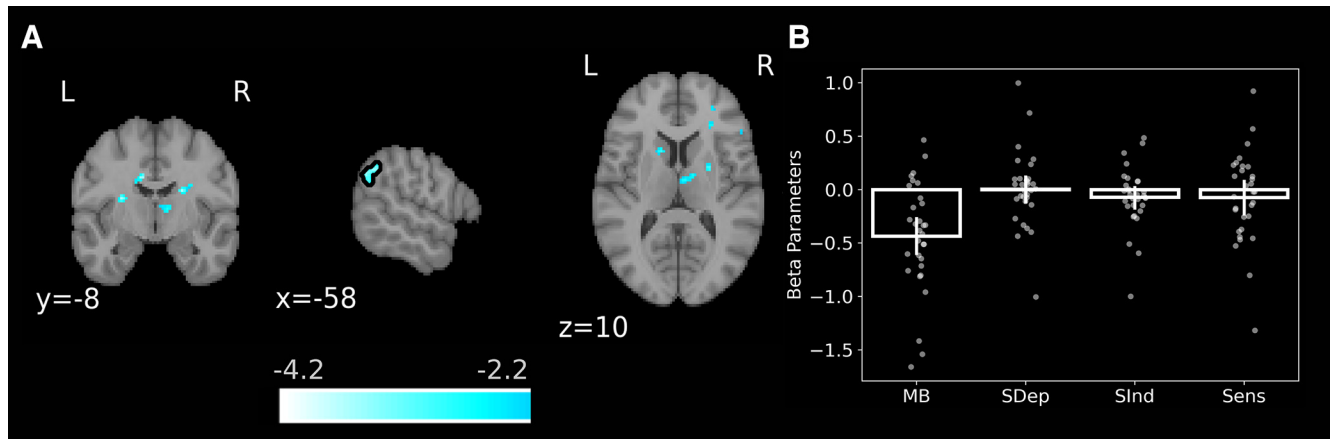 A
L R
y=-8
x=-58
L R
z=10
-4.2 -2.2
B
Beta Parameters
1.0
0.5
0.0
−0.5
−1.0
−1.5
MB SDep SInd Sens